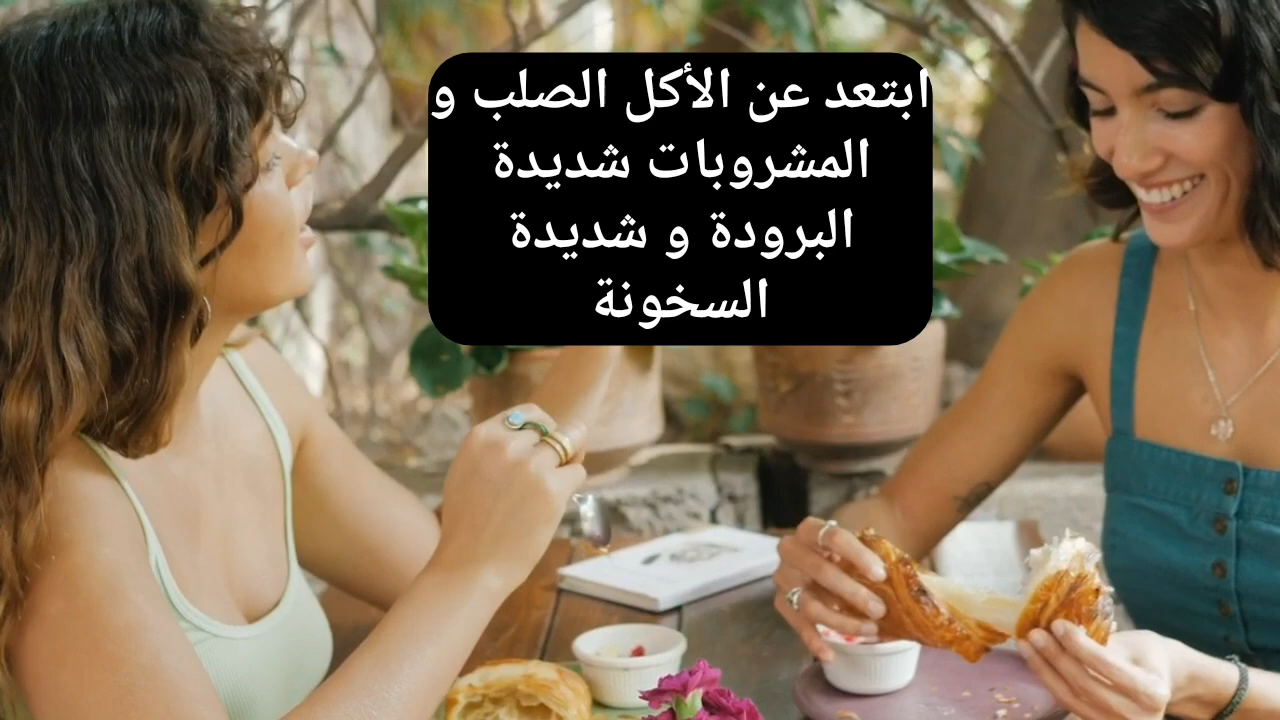 ابتعد عن الأكل الصلب و
المشروبات شديدة
البرودة و شديدة
السخونة